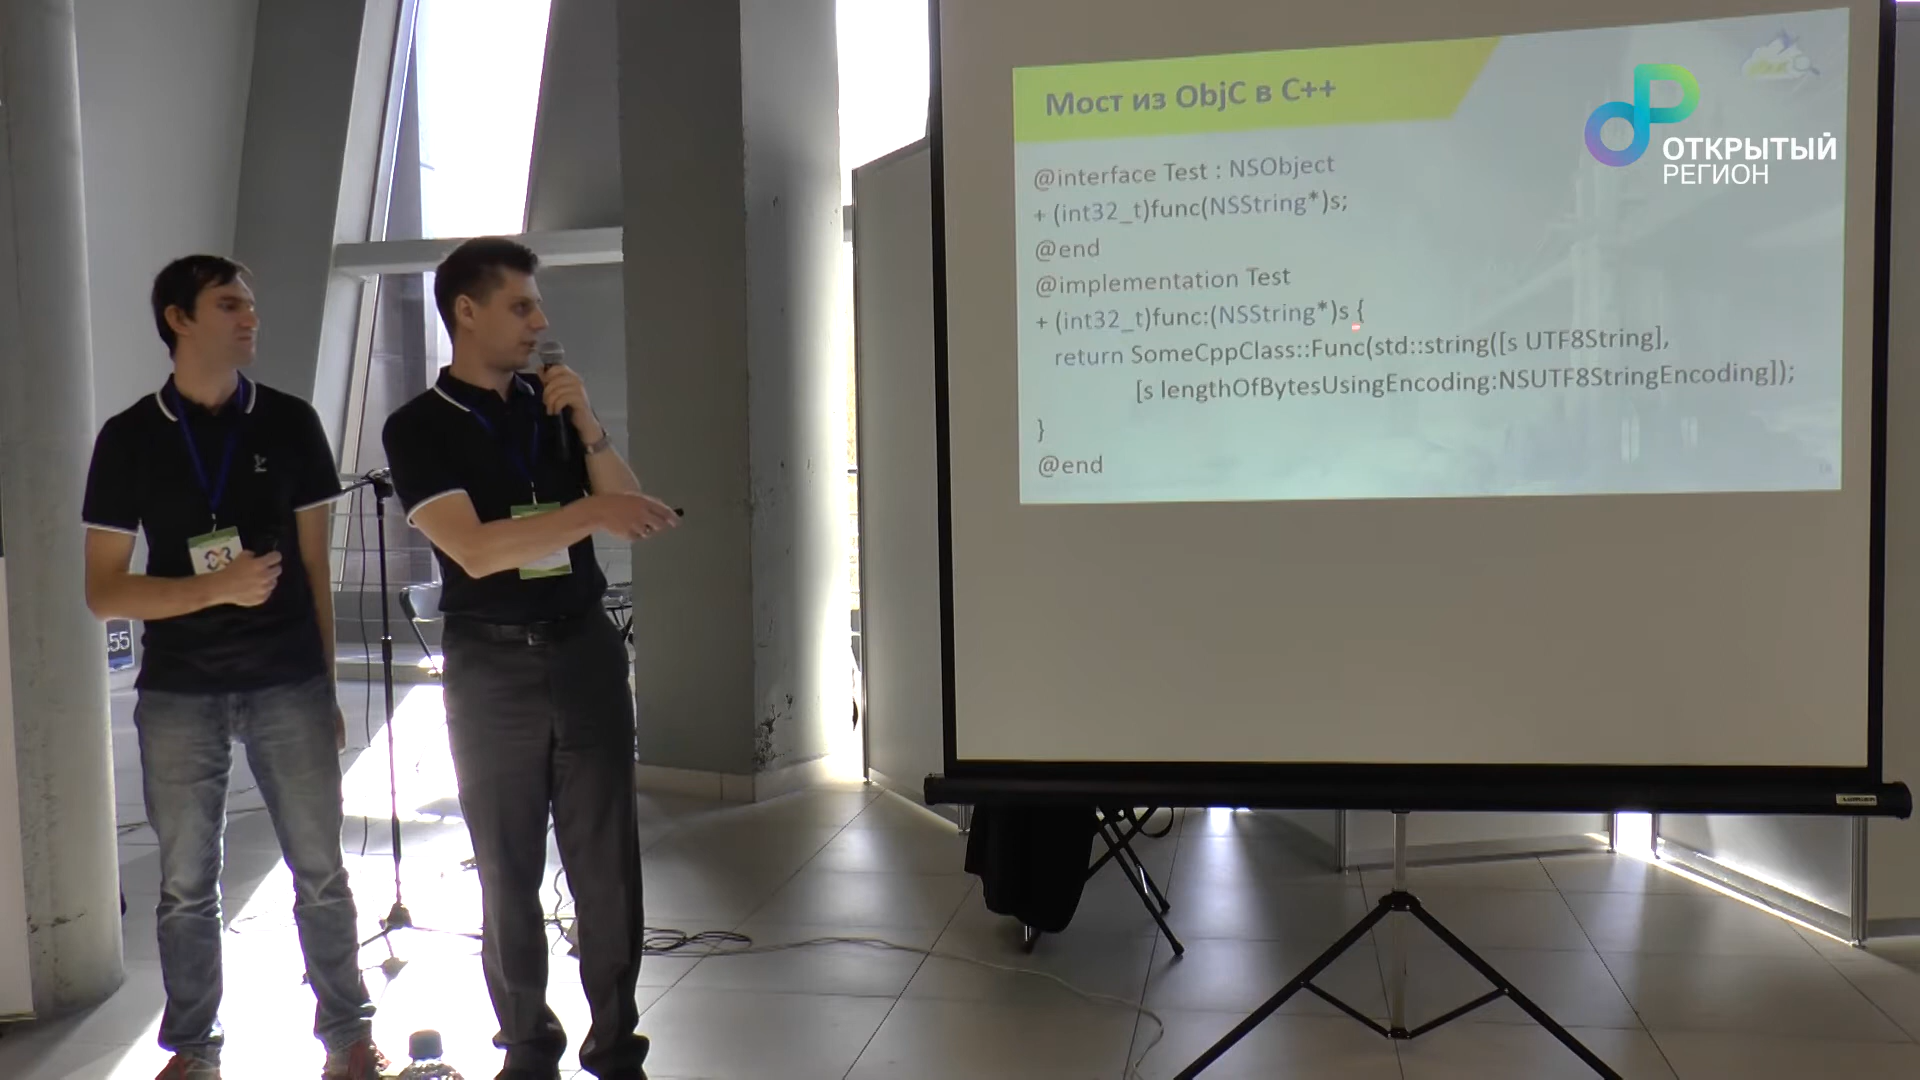 Мост из ObjC в C++
ОТКРЫТЫЙ
РЕГИОН
@interface Test : NSObject
+ (int32_t)func(NSString*)s;
@end
@implementation Test
+ (int32_t)func:(NSString*)s {
return SomeCppClass::Func(std::string([s UTF8String],
[s lengthOfBytesUsingEncoding:NSUTF8StringEncoding]);
}
@end
55